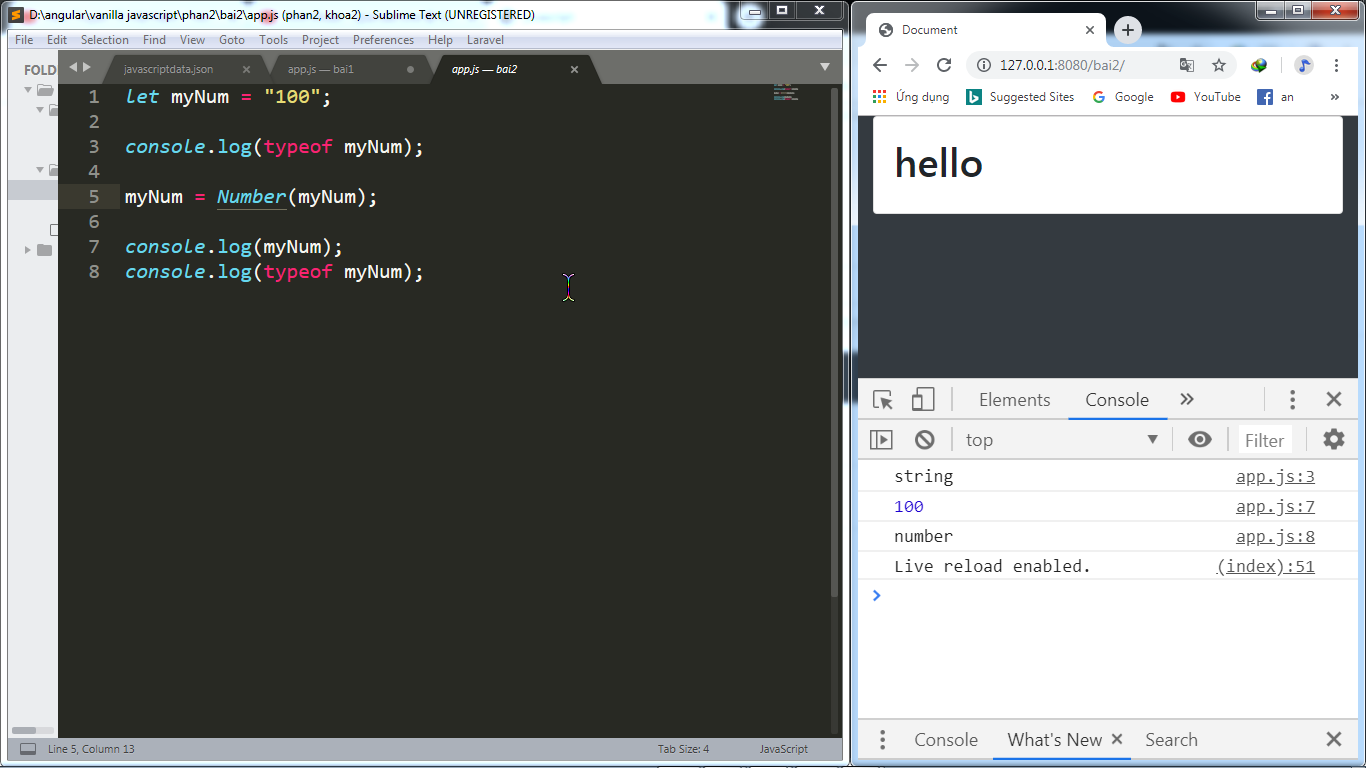 D:\angular\vanilla javascript\phan2\bai2\app.js (phan2, khoa2) - Sublime Text (UNREGISTERED)
File Edit Selection Find View Goto Tools Project Preferences Help Laravel
FOLD
javascriptdata.json
app.js — bai1
app.js — bai2
1 let myNum = "100";
2
3 console.log(typeof myNum);
4
5 myNum = Number(myNum);
6
7 console.log(myNum);
8 console.log(typeof myNum);
Line 5, Column 13
Tab Size: 4
JavaScript
Document
127.0.0.1:8080/bai2/
Ứng dụng Suggested Sites Google YouTube an »
hello
Elements Console »
top Filter
string app.js:3
100 app.js:7
number app.js:8
Live reload enabled. (index):51
>
Console What's New Search